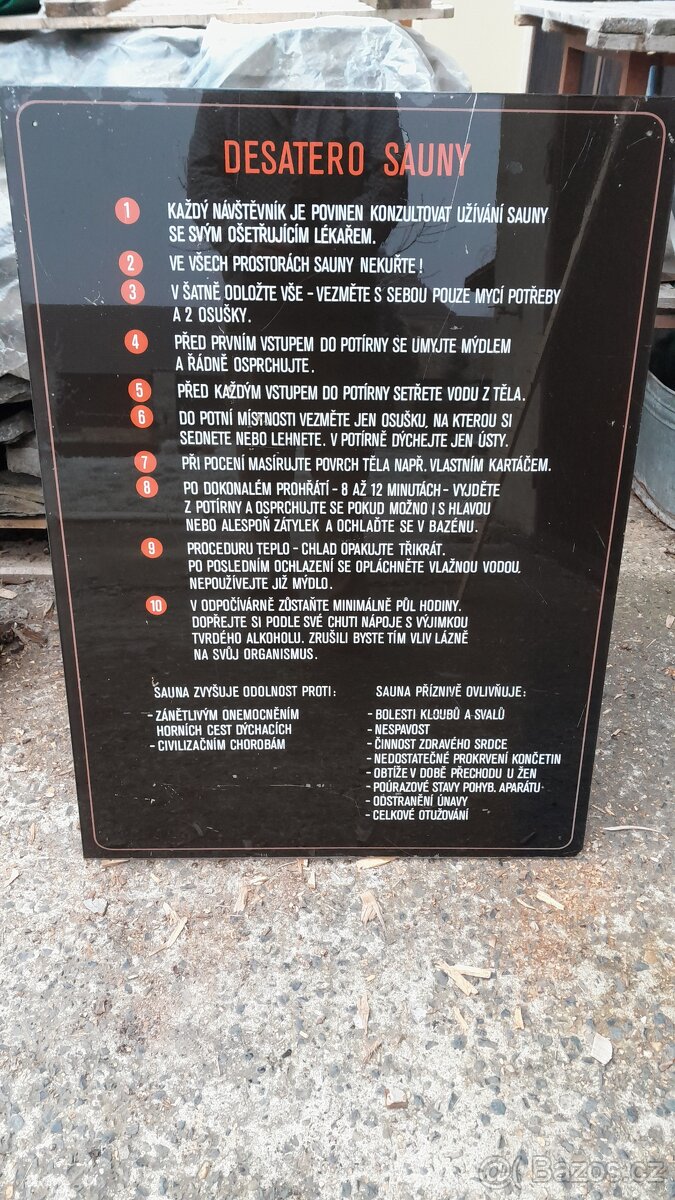 DESATERO SAUNY
1 KAŽDÝ NÁVŠTĚVNÍK JE POVINEN KONZULTOVAT UŽÍVÁNÍ SAUNY
SE SVÝM OŠETŘUJÍCÍM LÉKAŘEM.
2 VE VŠECH PROSTORÁCH SAUNY NEKUŘTE!
3 V ŠATNĚ ODLOŽTE VŠE - VEZMĚTE S SEBOU POUZE MYCÍ POTŘEBY
A 2 OSUŠKY.
4 PŘED PRVNÍM VSTUPEM DO POTÍRNY SE UMYJTE MÝDLEM
A ŘÁDNĚ OSPRCHUJTE.
5 PŘED KAŽDÝM VSTUPEM DO POTÍRNY SETŘETE VODU Z TĚLA.
6 DO POTNÍ MÍSTNOSTI VEZMĚTE JEN OSUŠKU, NA KTEROU SI
SEDNETE NEBO LEHNETE. V POTÍRNĚ DÝCHEJTE JEN ÚSTY.
7 PŘI POCENÍ MASÍRUJTE POVRCH TĚLA NAPŘ. VLASTNÍM KARTÁČEM.
8 PO DOKONALÉM PROHŘÁTÍ - 8 AŽ 12 MINUTÁCH - VYJDĚTE
Z POTÍRNY A OSPRCHUJTE SE POKUD MOŽNO I S HLAVOU
NEBO ALESPOŇ ZÁTYLEK A OCHLAĎTE SE V BAZÉNU.
9 PROCEDURU TEPLO - CHLAD OPAKUJTE TŘIKRÁT.
PO POSLEDNÍM OCHLAZENÍ SE OPLÁCHNĚTE VLAŽNOU VODOU,
NEPOUŽÍVEJTE JIŽ MÝDLO.
10 V ODPOČÍVÁRNĚ ZŮSTAŇTE MINIMÁLNĚ PŮL HODINY.
DOPŘEJTE SI PODLE SVÉ CHUTI NÁPOJE S VÝJIMKOU
TVRDÉHO ALKOHOLU. ZRUŠILI BYSTE TÍM VLIV LÁZNĚ
NA SVŮJ ORGANISMUS.
SAUNA ZVYŠUJE ODOLNOST PROTI:
- ZÁNĚTLIVÝM ONEMOCNĚNÍM
HORNÍCH CEST DÝCHACÍCH
- CIVILIZAČNÍM CHOROBÁM
SAUNA PŘÍZNIVĚ OVLIVŇUJE:
- BOLESTI KLOUBŮ A SVALŮ
- NESPAVOST
- ČINNOST ZDRAVÉHO SRDCE
- NEDOSTATEČNÉ PROKRVENÍ KONČETIN
- OBTÍŽE V DOBĚ PŘECHODU U ŽEN
- POÚRAZOVÉ STAVY POHYB. APARÁTU
- ODSTRANĚNÍ ÚNAVY
- CELKOVÉ OTUŽOVÁNÍ
Bazos.cz